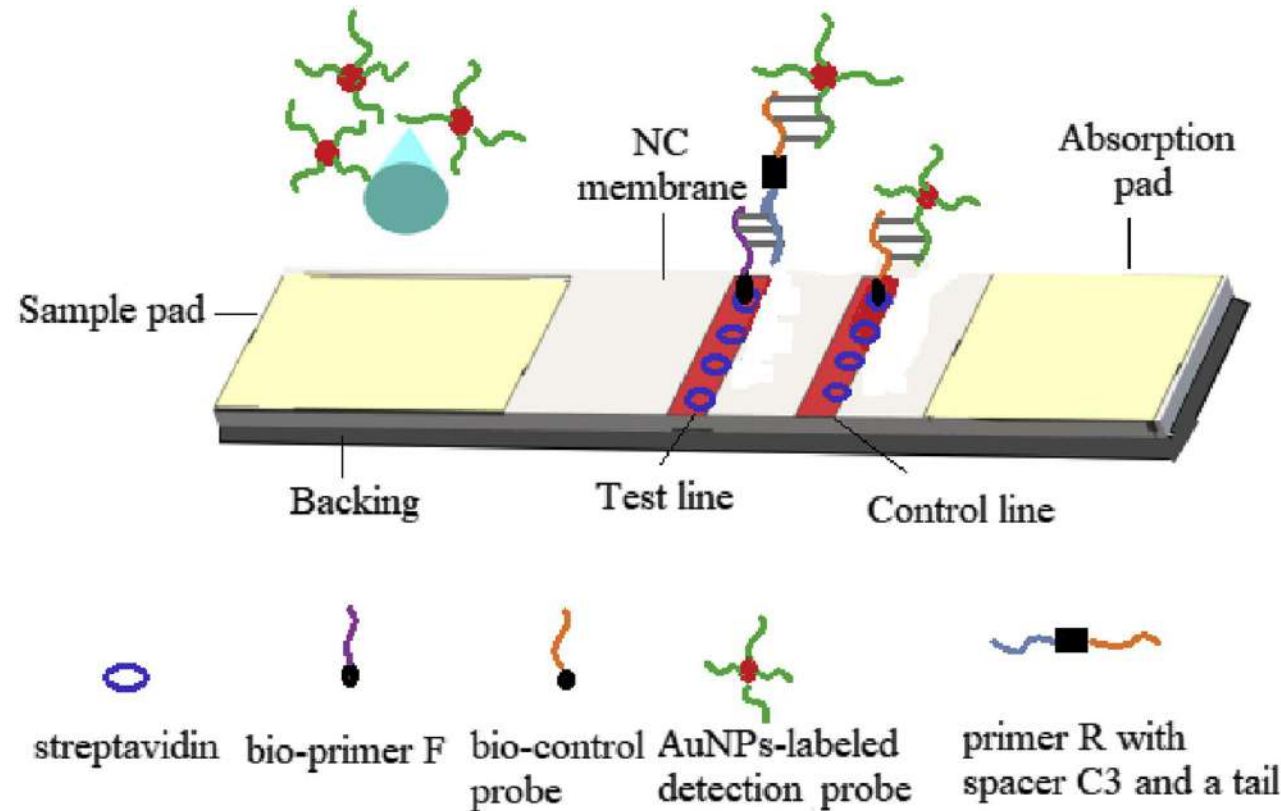 NC
membrane
Absorption
pad
Sample pad
Backing
Test line
Control line
streptavidin
bio-primer F
bio-control
probe
AuNPs-labeled
detection probe
primer R with
spacer C3 and a tail